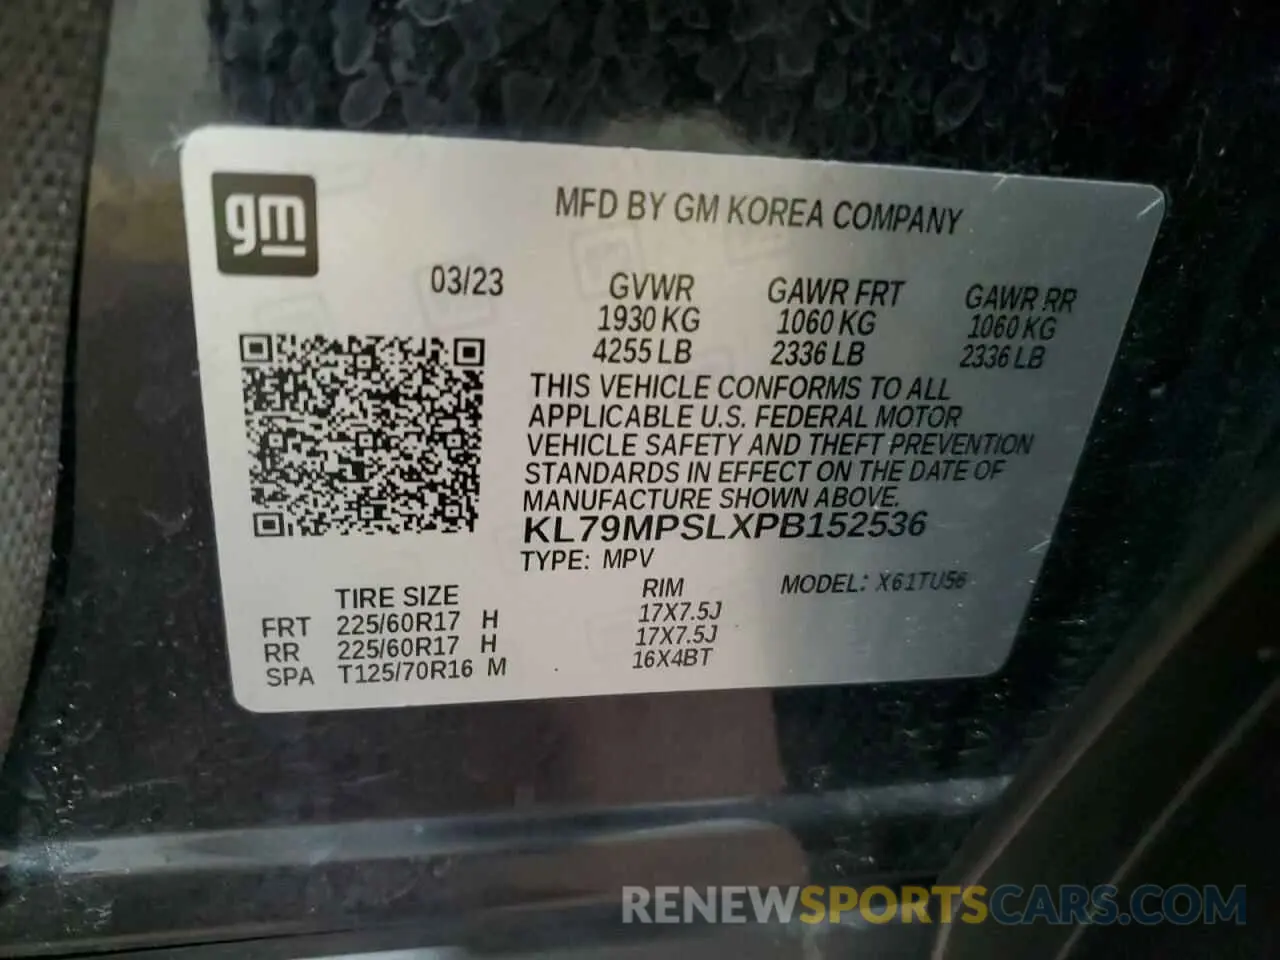 gm
MFD BY GM KOREA COMPANY
03/23 GVWR GAWR FRT GAWR RR
1930 KG 1060 KG 1060 KG
4255 LB 2336 LB 2336 LB
THIS VEHICLE CONFORMS TO ALL
APPLICABLE U.S. FEDERAL MOTOR
VEHICLE SAFETY AND THEFT PREVENTION
STANDARDS IN EFFECT ON THE DATE OF
MANUFACTURE SHOWN ABOVE.
KL79MPSLXPB152536
TYPE: MPV MODEL: X61TU56
TIRE SIZE RIM
FRT 225/60R17 H 17X7.5J
RR 225/60R17 H 17X7.5J
SPA T125/70R16 M 16X4BT
RENEWSPORTSCARS.COM